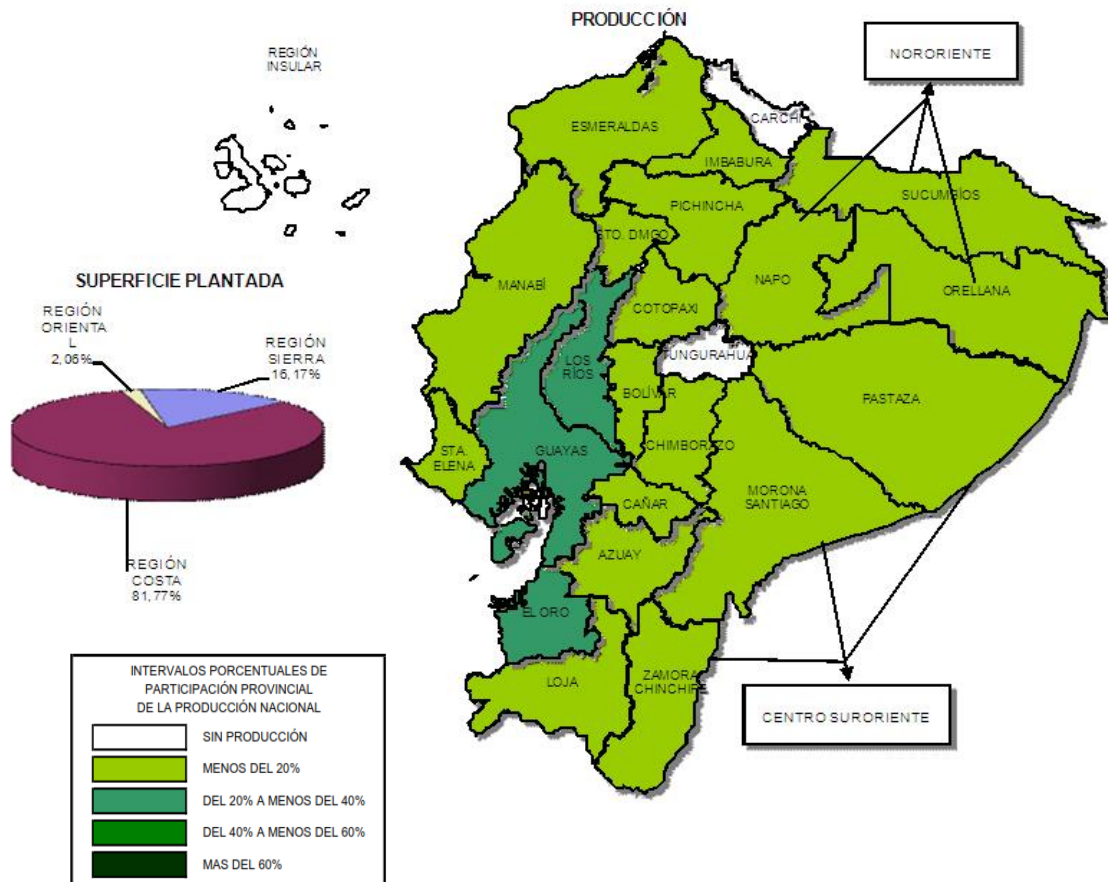 PRODUCCIÓN
REGIÓN
INSULAR
NORORIENTE
CARCHI
ESMERALDAS
IMBABURA
SUCUMBÍOS
PICHINCHA
STO. DMGO
MANABÍ
NAPO
ORELLANA
COTOPAXI
TUNGURAHUA
LOS
RÍOS
BOLÍVAR
PASTAZA
CHIMBORAZO
STA.
ELENA
GUAYAS
MORONA
SANTIAGO
CAÑAR
AZUAY
EL ORO
LOJA
ZAMORA
CHINCHIPE
CENTRO SURORIENTE
SUPERFICIE PLANTADA
REGIÓN
ORIENTA
L
2,06%
REGIÓN
SIERRA
16,17%
REGIÓN
COSTA
81,77%
INTERVALOS PORCENTUALES DE
PARTICIPACIÓN PROVINCIAL
DE LA PRODUCCIÓN NACIONAL
SIN PRODUCCIÓN
MENOS DEL 20%
DEL 20% A MENOS DEL 40%
DEL 40% A MENOS DEL 60%
MAS DEL 60%